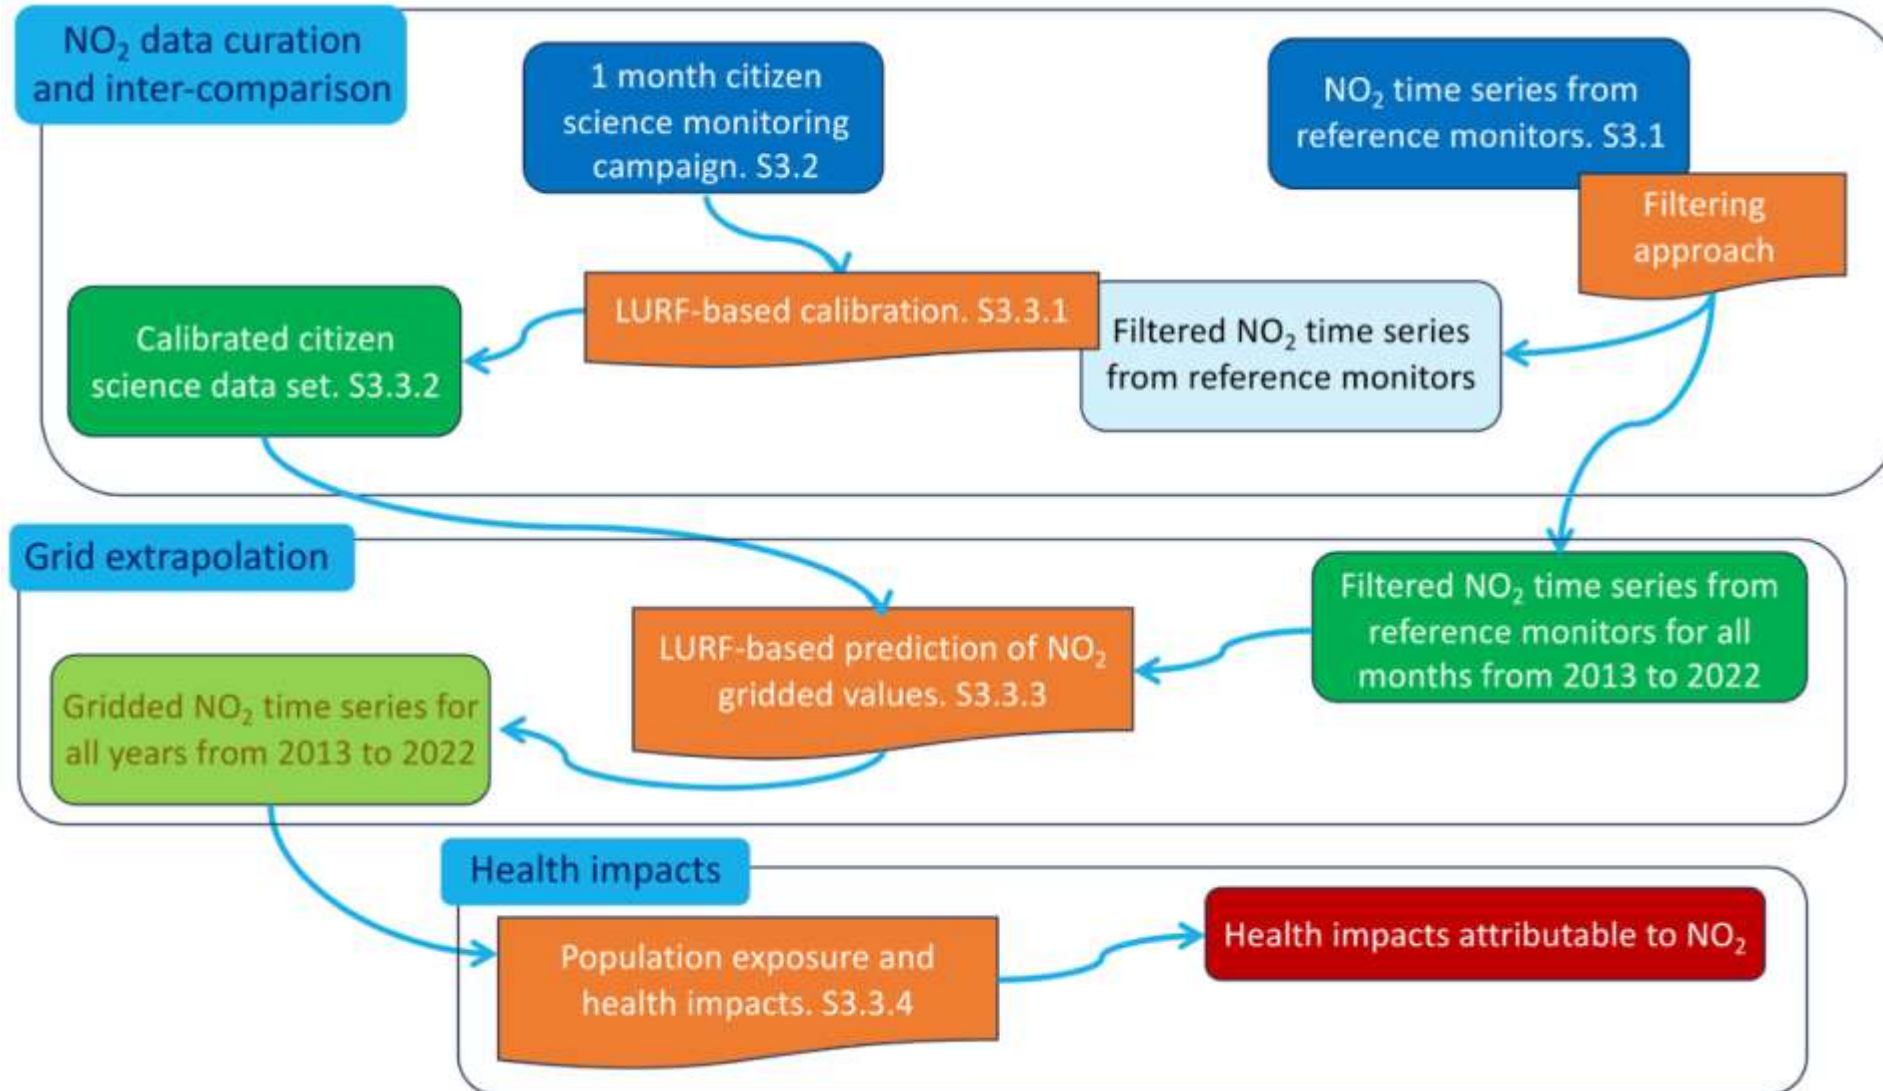 NO₂ data curation
and inter-comparison
1 month citizen
science monitoring
campaign. S3.2
NO₂ time series from
reference monitors. S3.1
Filtering
approach
LURF-based calibration. S3.3.1
Filtered NO₂ time series
from reference monitors
Calibrated citizen
science data set. S3.3.2
Grid extrapolation
Filtered NO₂ time series from
reference monitors for all
months from 2013 to 2022
LURF-based prediction of NO₂
gridded values. S3.3.3
Gridded NO₂ time series for
all years from 2013 to 2022
Health impacts
Population exposure and
health impacts. S3.3.4
Health impacts attributable to NO₂